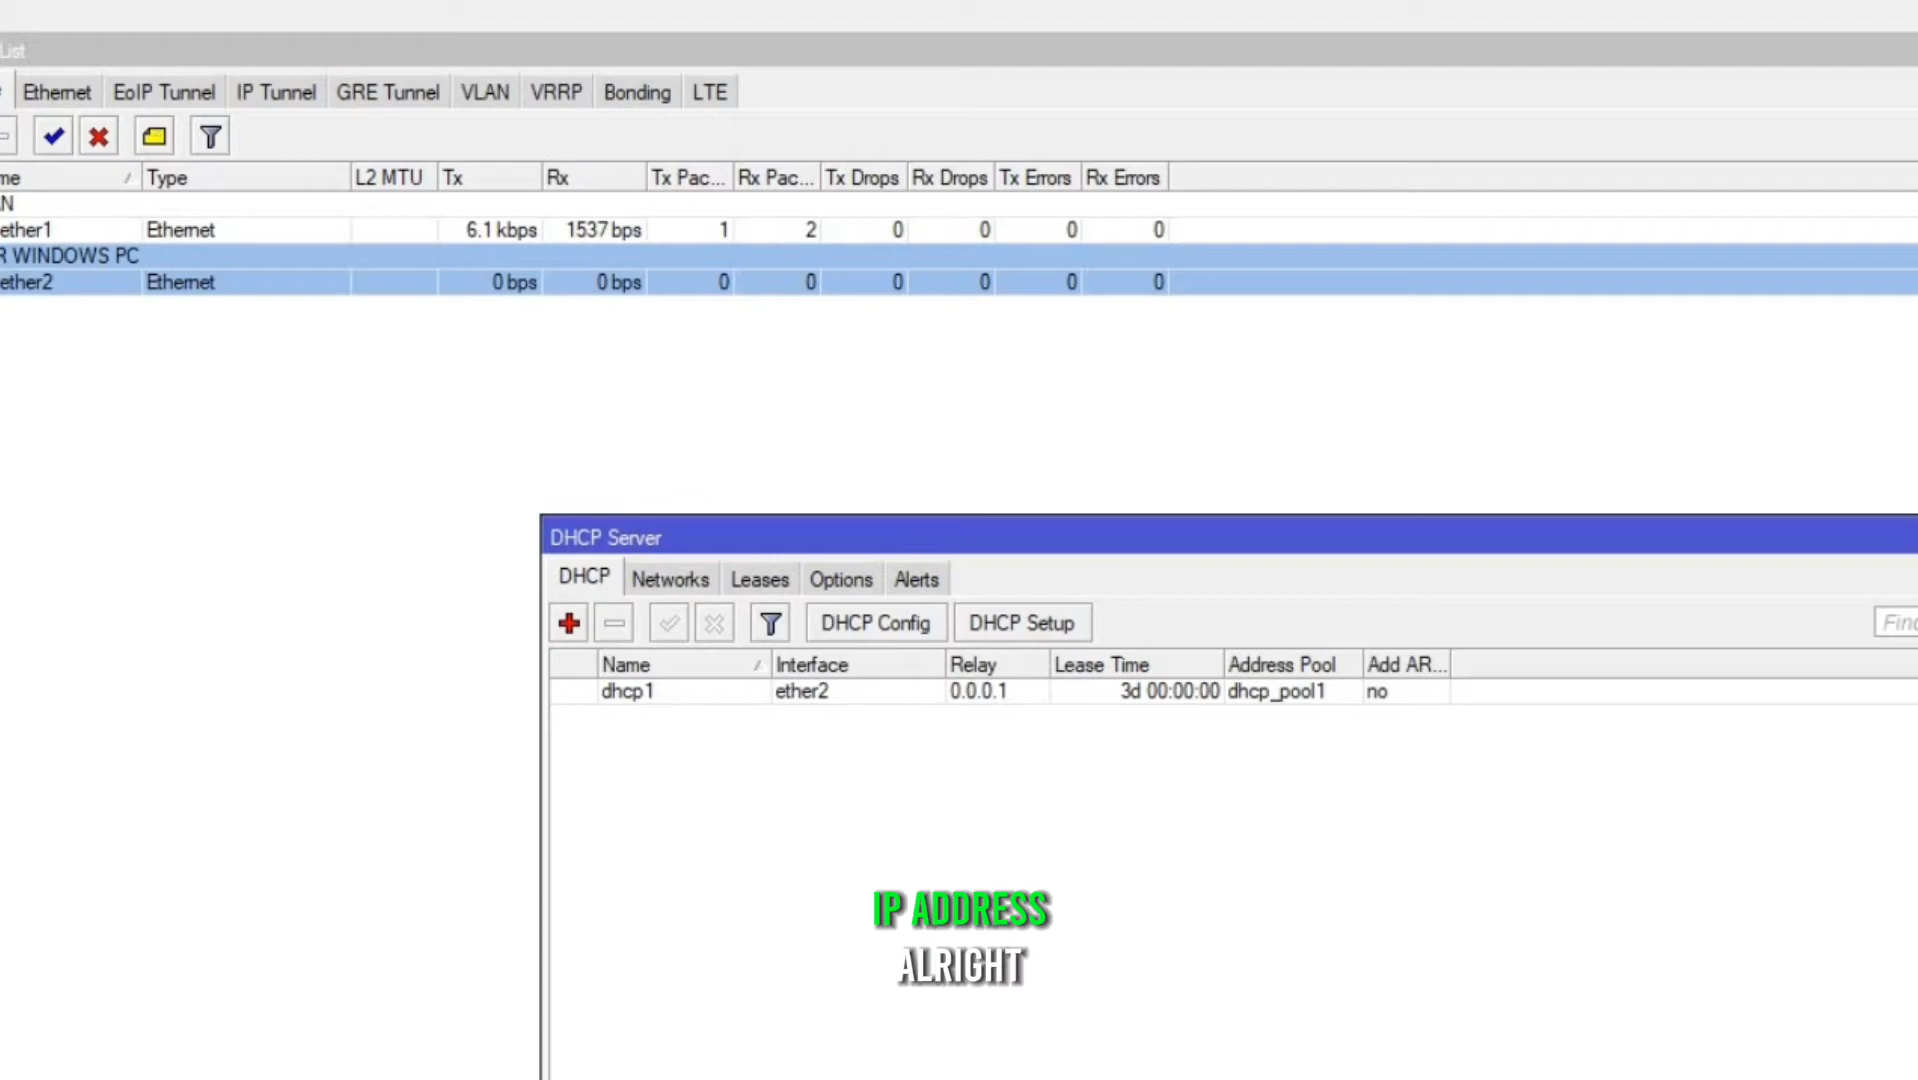 List
Ethernet EoIP Tunnel IP Tunnel GRE Tunnel VLAN VRRP Bonding LTE
me Type L2 MTU Tx Rx Tx Pac... Rx Pac... Tx Drops Rx Drops Tx Errors Rx Errors
N
ether1 Ethernet 6.1 kbps 1537 bps 1 2 0 0 0 0
R WINDOWS PC
ether2 Ethernet 0 bps 0 bps 0 0 0 0 0 0
DHCP Server
DHCP Networks Leases Options Alerts
DHCP Config DHCP Setup Find
Name Interface Relay Lease Time Address Pool Add AR...
dhcp1 ether2 0.0.0.1 3d 00:00:00 dhcp_pool1 no
IP ADDRESS
ALRIGHT